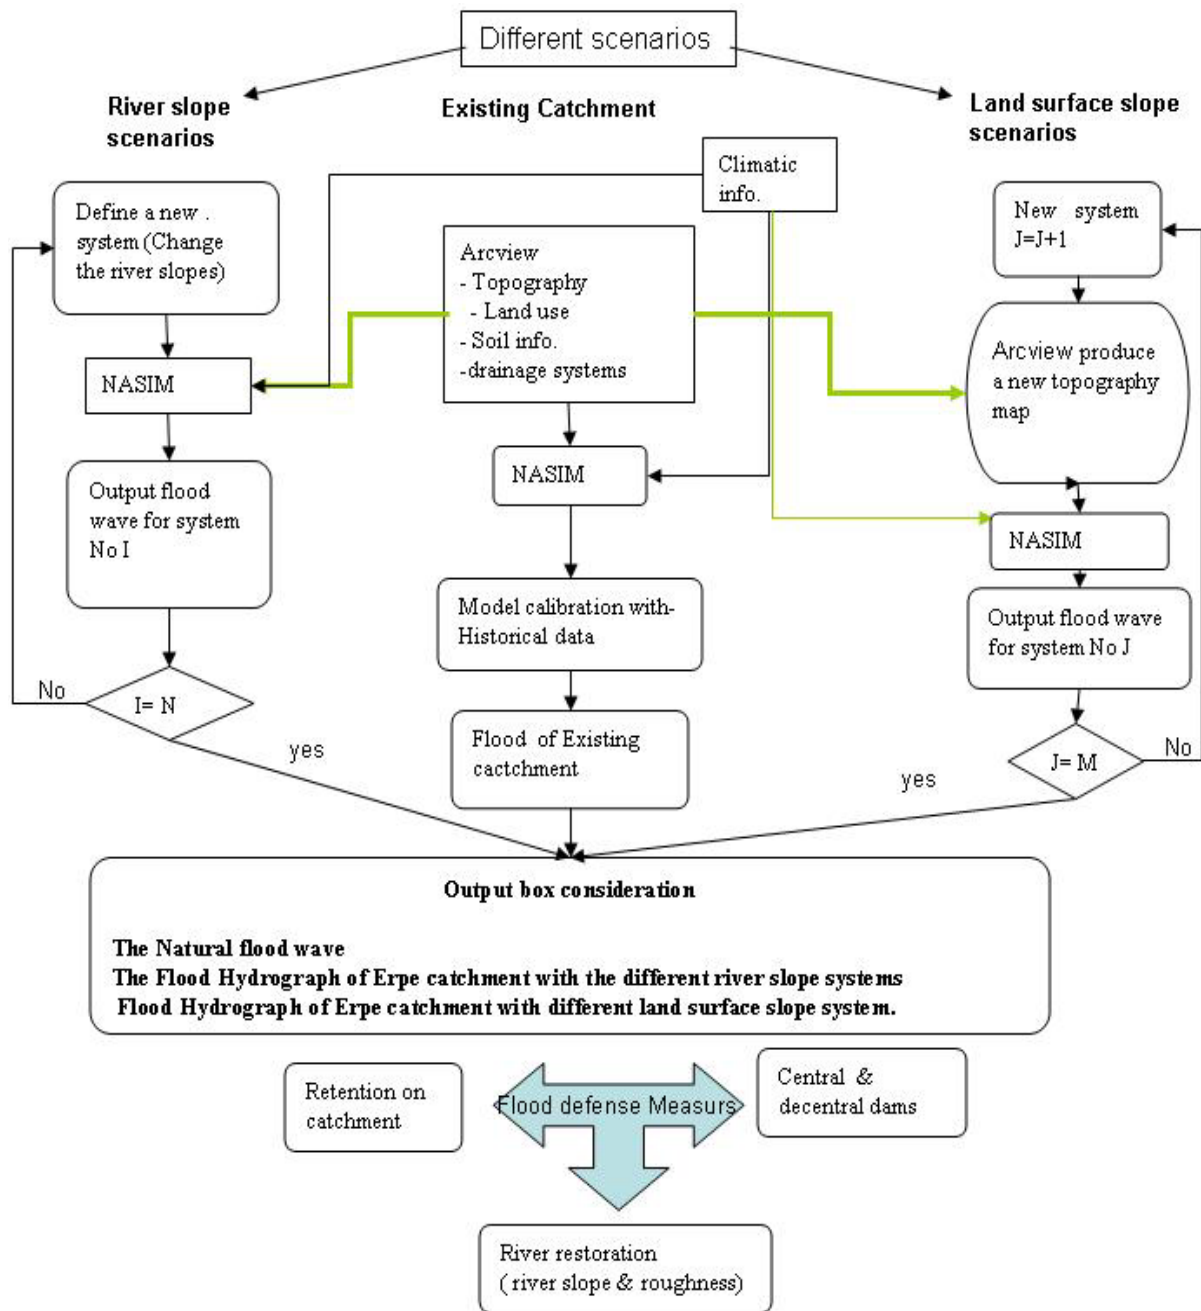 Different scenarios
River slope
scenarios
Existing Catchment
Land surface slope
scenarios
Climatic
info.
Define a new .
system (Change
the river slopes)
Arcview
- Topography
- Land use
- Soil info.
-drainage systems
New system
J=J+1
NASIM
Arcview produce
a new topography
map
NASIM
Output flood
wave for system
No I
NASIM
Model calibration with-
Historical data
Output flood wave
for system No J
No
I= N
yes
Flood of Existing
cactchment
J= M
No
yes
Output box consideration
The Natural flood wave
The Flood Hydrograph of Erpe catchment with the different river slope systems
Flood Hydrograph of Erpe catchment with different land surface slope system.
Retention on
catchment
Flood defense Measurs
Central &
decentral dams
River restoration
( river slope & roughness)